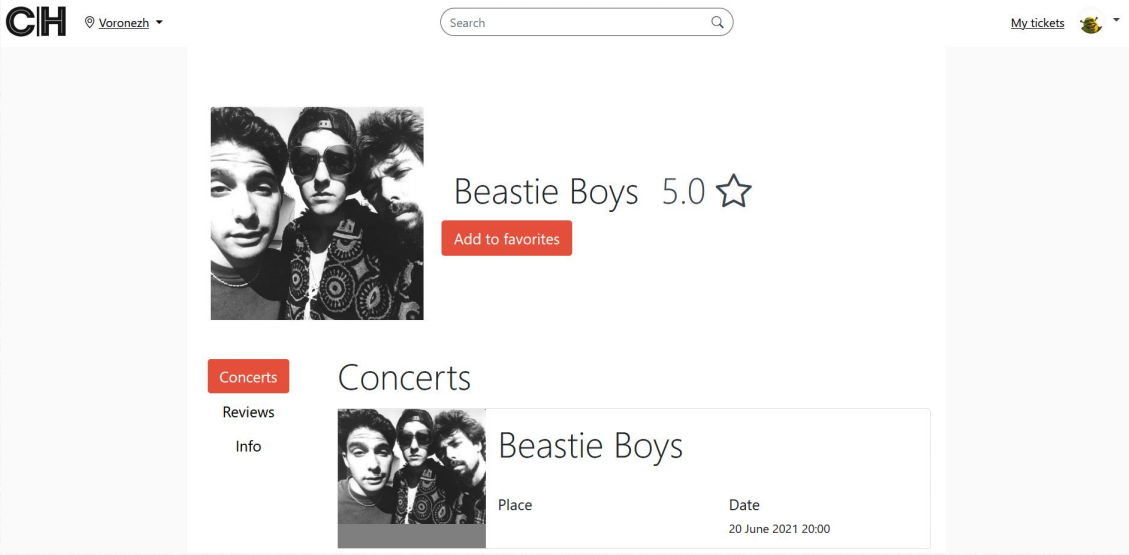 CH Voronezh Search My tickets
Beastie Boys 5.0
Add to favorites
Concerts
Reviews
Info
Concerts
Beastie Boys
Place Date
20 June 2021 20:00